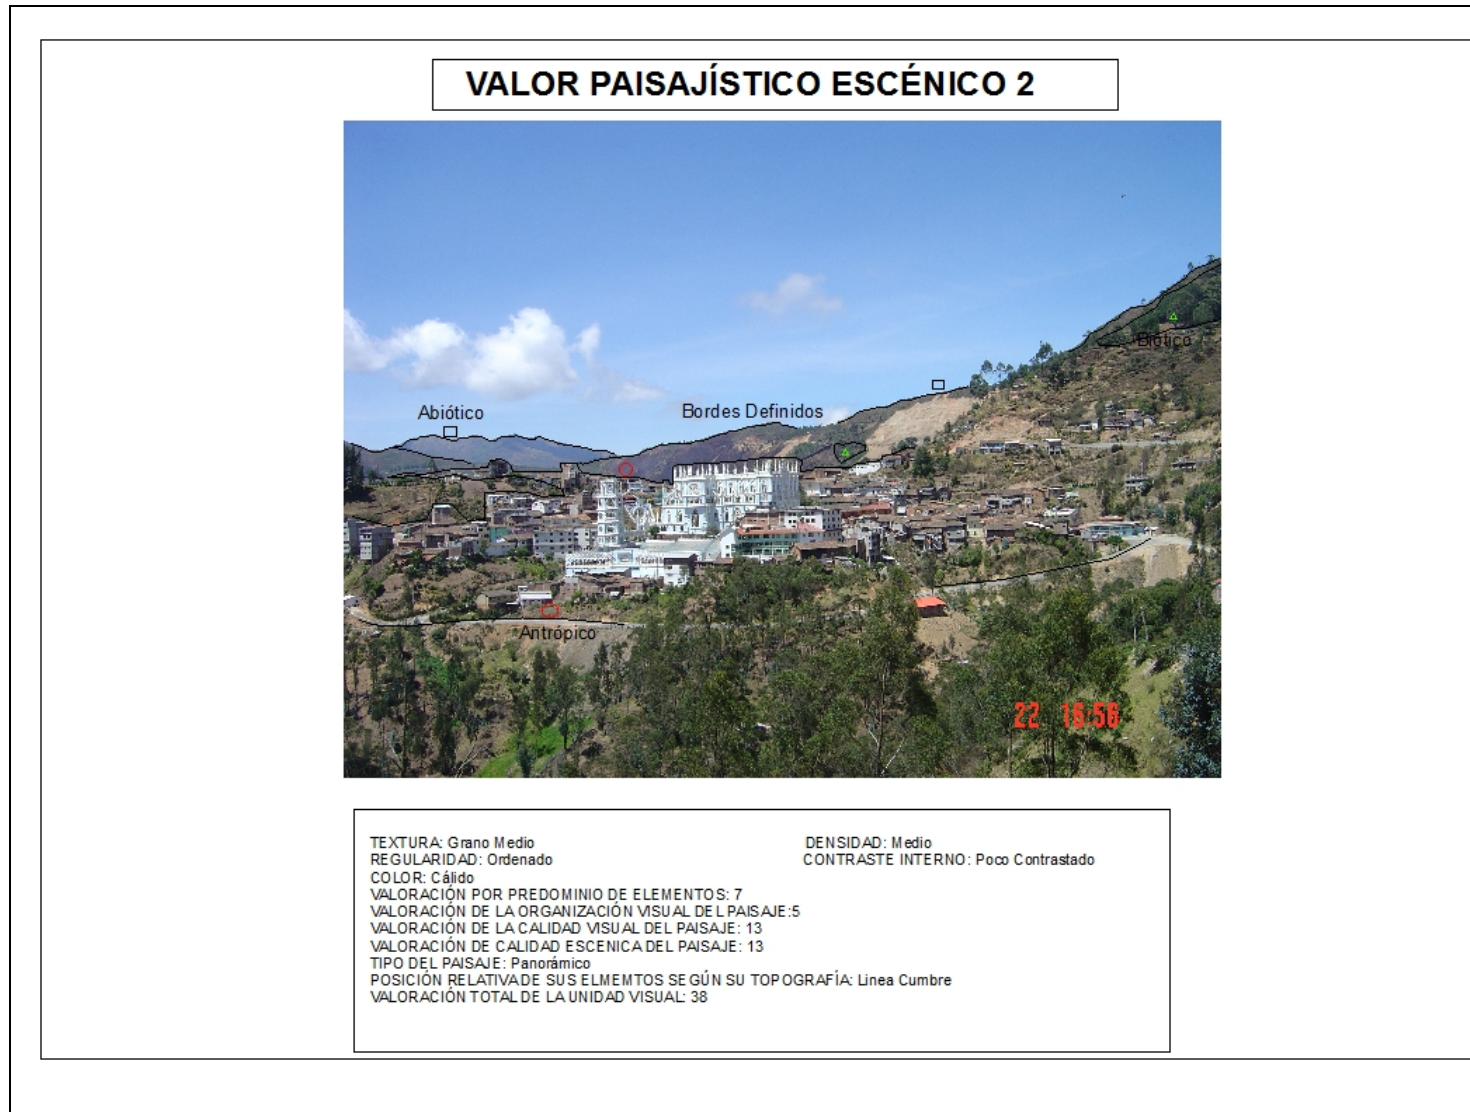 VALOR PAISAJÍSTICO ESCÉNICO 2
Biótico
Abiótico
Bordes Definidos
Antrópico
22 15:56
TEXTURA: Grano Medio DENSIDAD: Medio
REGULARIDAD: Ordenado CONTRASTE INTERNO: Poco Contrastado
COLOR: Cálido
VALORACIÓN POR PREDOMINIO DE ELEMENTOS: 7
VALORACIÓN DE LA ORGANIZACIÓN VISUAL DEL PAISAJE:5
VALORACIÓN DE LA CALIDAD VISUAL DEL PAISAJE: 13
VALORACIÓN DE CALIDAD ESCENICA DEL PAISAJE: 13
TIPO DEL PAISAJE: Panorámico
POSICIÓN RELATIVA DE SUS ELMEMTOS SEGÚN SU TOPOGRAFÍA: Linea Cumbre
VALORACIÓN TOTAL DE LA UNIDAD VISUAL: 38